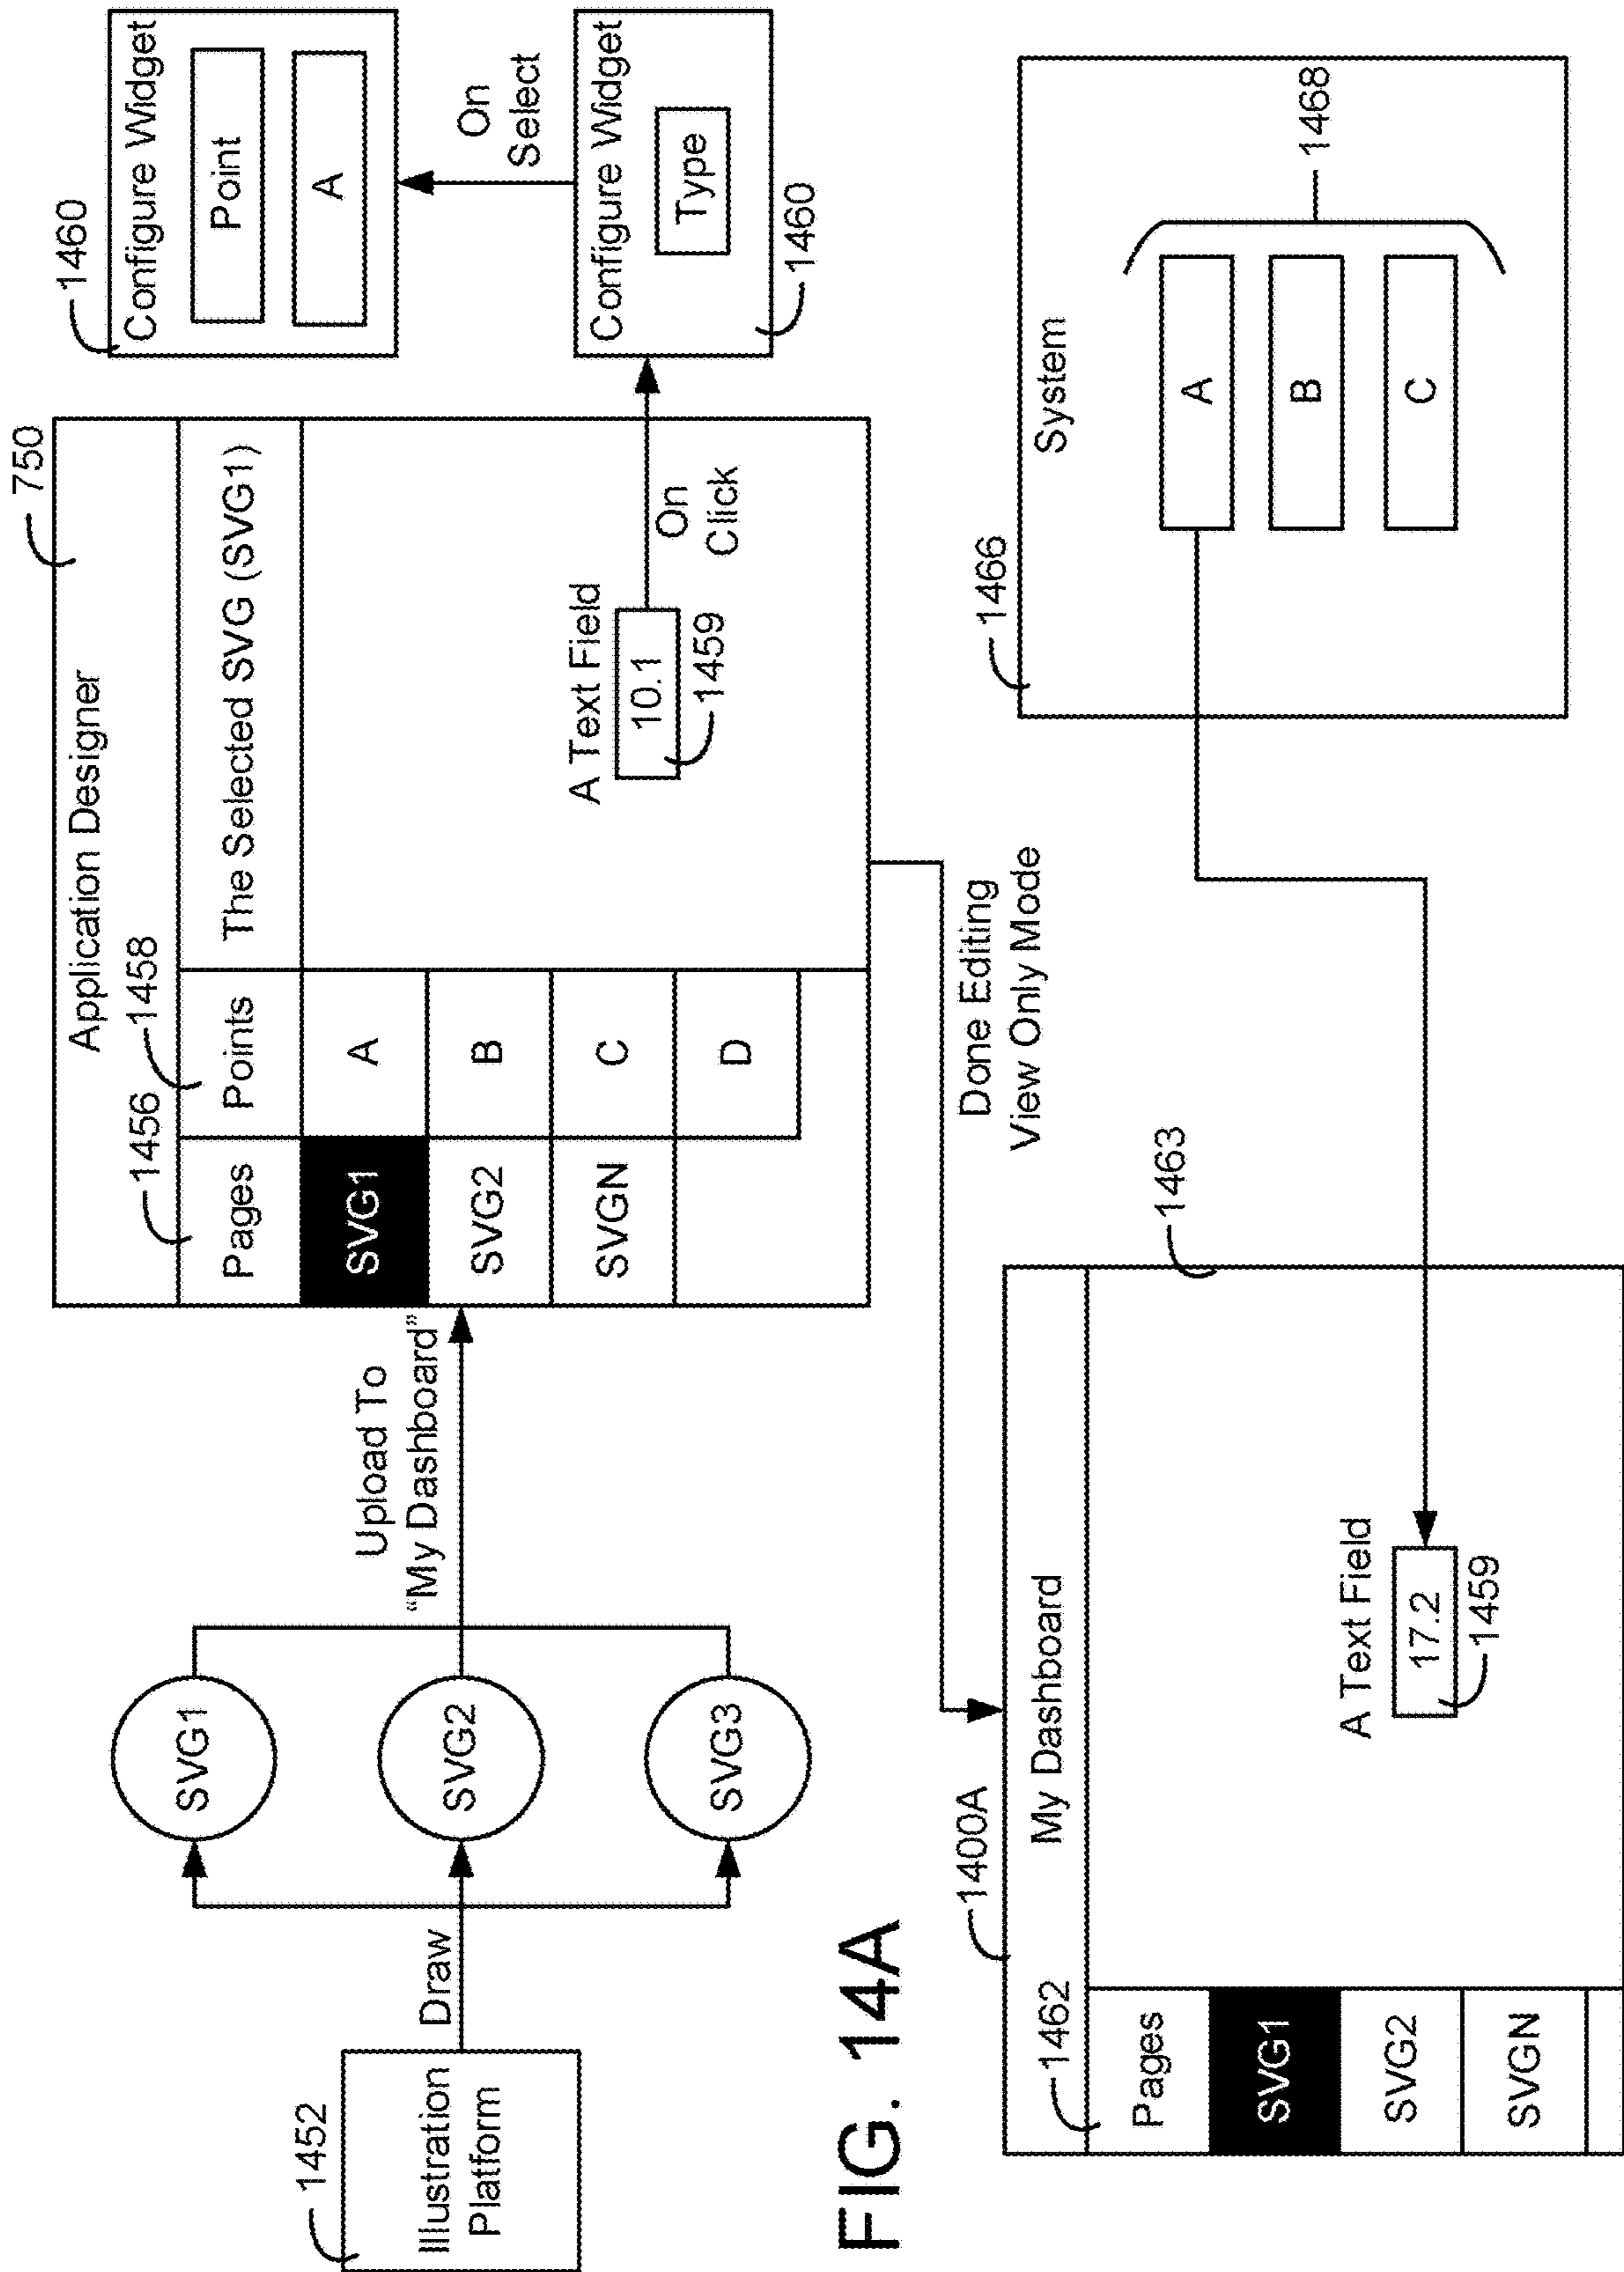 1452
Illustration
Platform
Draw
SVG1
SVG2
SVG3
Upload To
“My Dashboard”
750
Application Designer
1456
1458
Pages
Points
The Selected SVG (SVG1)
SVG1
A
SVG2
B
SVGN
C
D
A Text Field
10.1
1459
On
Click
1460
Configure Widget
Point
A
On
Select
Configure Widget
Type
1460
FIG. 14A
Done Editing
View Only Mode
1400A
1462
My Dashboard
1463
Pages
SVG1
SVG2
SVGN
A Text Field
17.2
1459
1466
System
A
B
C
1468